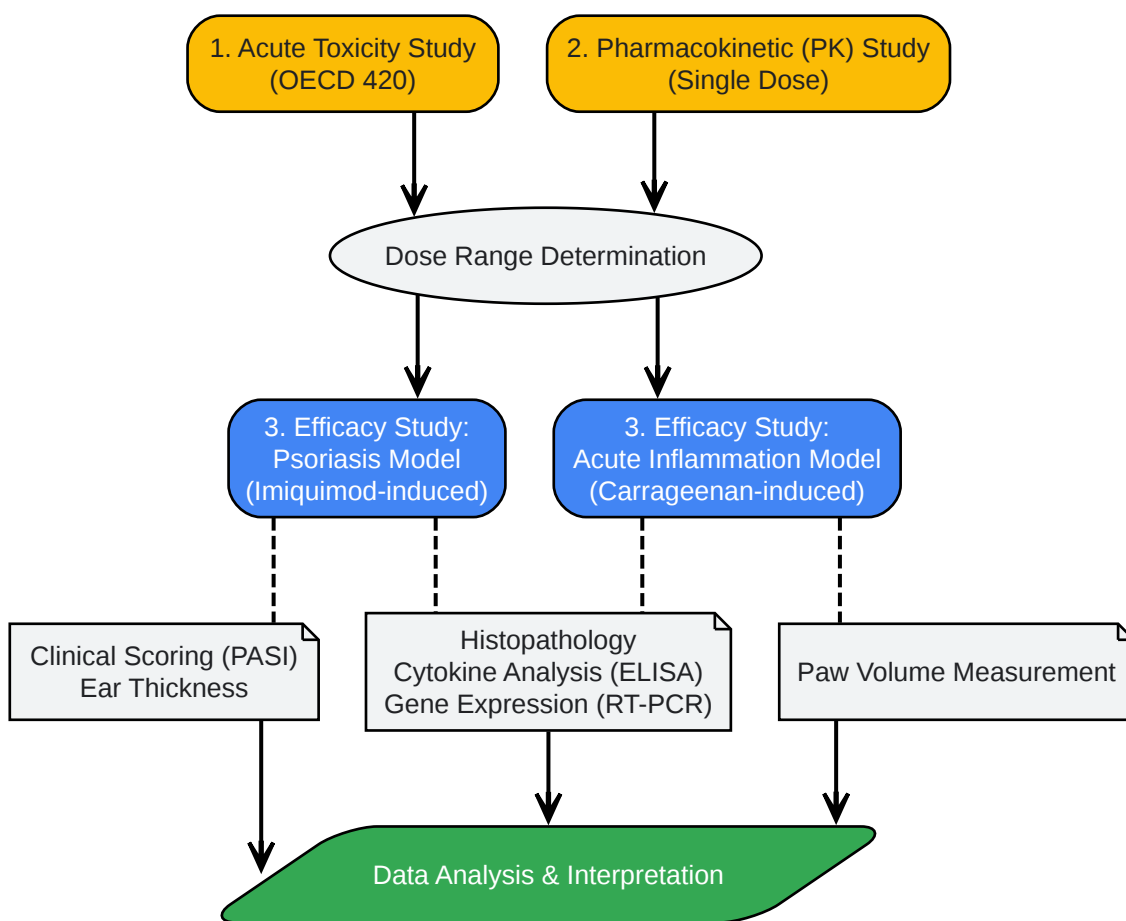 1. Acute Toxicity Study
(OECD 420)
2. Pharmacokinetic (PK) Study
(Single Dose)
Dose Range Determination
3. Efficacy Study:
Psoriasis Model
(Imiquimod-induced)
3. Efficacy Study:
Acute Inflammation Model
(Carrageenan-induced)
Clinical Scoring (PASI)
Ear Thickness
Histopathology
Cytokine Analysis (ELISA)
Gene Expression (RT-PCR)
Paw Volume Measurement
Data Analysis & Interpretation